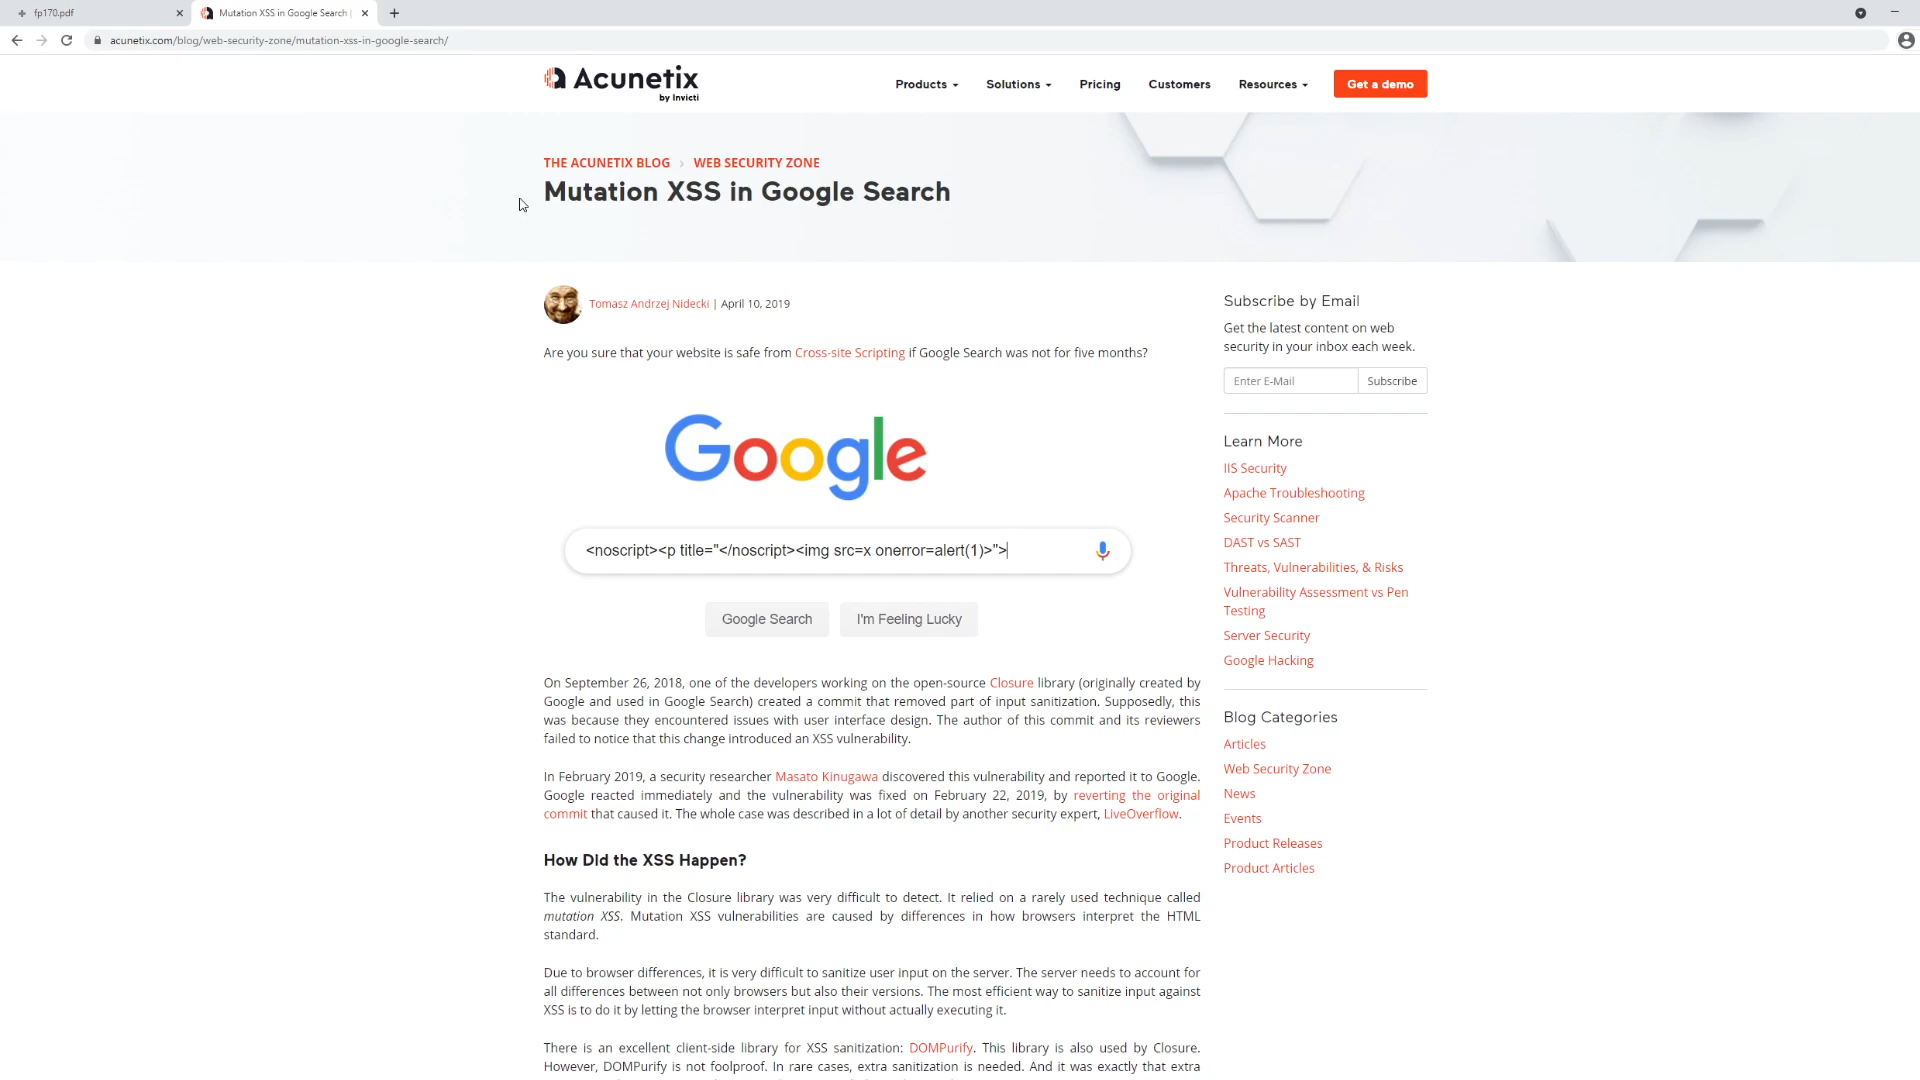 fp170.pdf
Mutation XSS in Google Search |
acunetix.com/blog/web-security-zone/mutation-xss-in-google-search/
Acunetix
by Invicti
Products
Solutions
Pricing
Customers
Resources
Get a demo
THE ACUNETIX BLOG › WEB SECURITY ZONE
Mutation XSS in Google Search
Tomasz Andrzej Nidecki | April 10, 2019
Are you sure that your website is safe from Cross-site Scripting if Google Search was not for five months?
Google
<noscript><p title="</noscript><img src=x onerror=alert(1)>">
Google Search
I'm Feeling Lucky
On September 26, 2018, one of the developers working on the open-source Closure library (originally created by
Google and used in Google Search) created a commit that removed part of input sanitization. Supposedly, this
was because they encountered issues with user interface design. The author of this commit and its reviewers
failed to notice that this change introduced an XSS vulnerability.
In February 2019, a security researcher Masato Kinugawa discovered this vulnerability and reported it to Google.
Google reacted immediately and the vulnerability was fixed on February 22, 2019, by reverting the original
commit that caused it. The whole case was described in a lot of detail by another security expert, LiveOverflow.
How Did the XSS Happen?
The vulnerability in the Closure library was very difficult to detect. It relied on a rarely used technique called
mutation XSS. Mutation XSS vulnerabilities are caused by differences in how browsers interpret the HTML
standard.
Due to browser differences, it is very difficult to sanitize user input on the server. The server needs to account for
all differences between not only browsers but also their versions. The most efficient way to sanitize input against
XSS is to do it by letting the browser interpret input without actually executing it.
There is an excellent client-side library for XSS sanitization: DOMPurify. This library is also used by Closure.
However, DOMPurify is not foolproof. In rare cases, extra sanitization is needed. And it was exactly that extra
Subscribe by Email
Get the latest content on web
security in your inbox each week.
Enter E-Mail
Subscribe
Learn More
IIS Security
Apache Troubleshooting
Security Scanner
DAST vs SAST
Threats, Vulnerabilities, & Risks
Vulnerability Assessment vs Pen
Testing
Server Security
Google Hacking
Blog Categories
Articles
Web Security Zone
News
Events
Product Releases
Product Articles